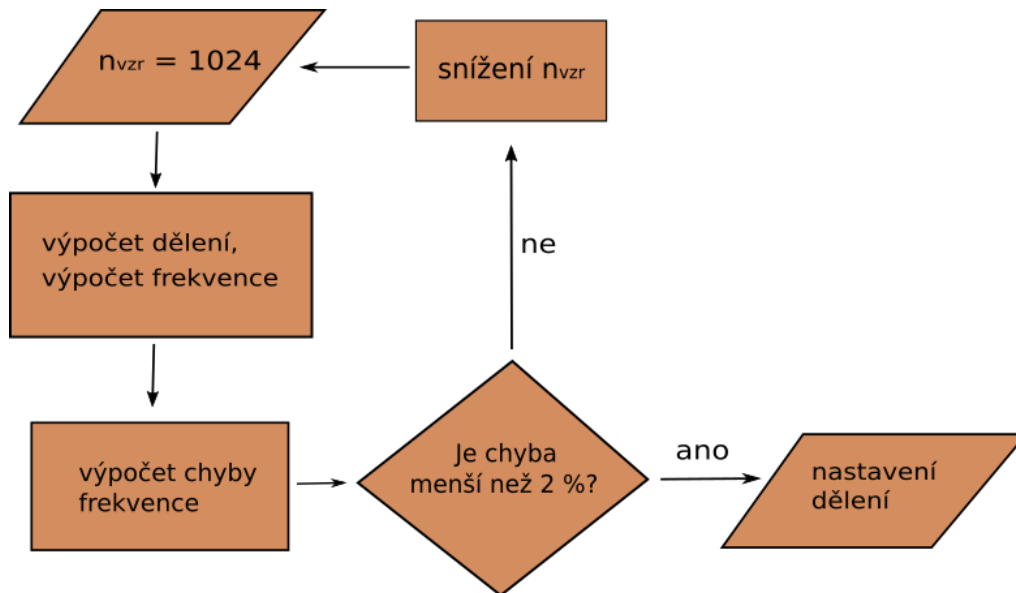 nvzr = 1024
snížení nvzr
výpočet dělení,
výpočet frekvence
ne
výpočet chyby
frekvence
Je chyba
menší než 2 %?
ano
nastavení
dělení